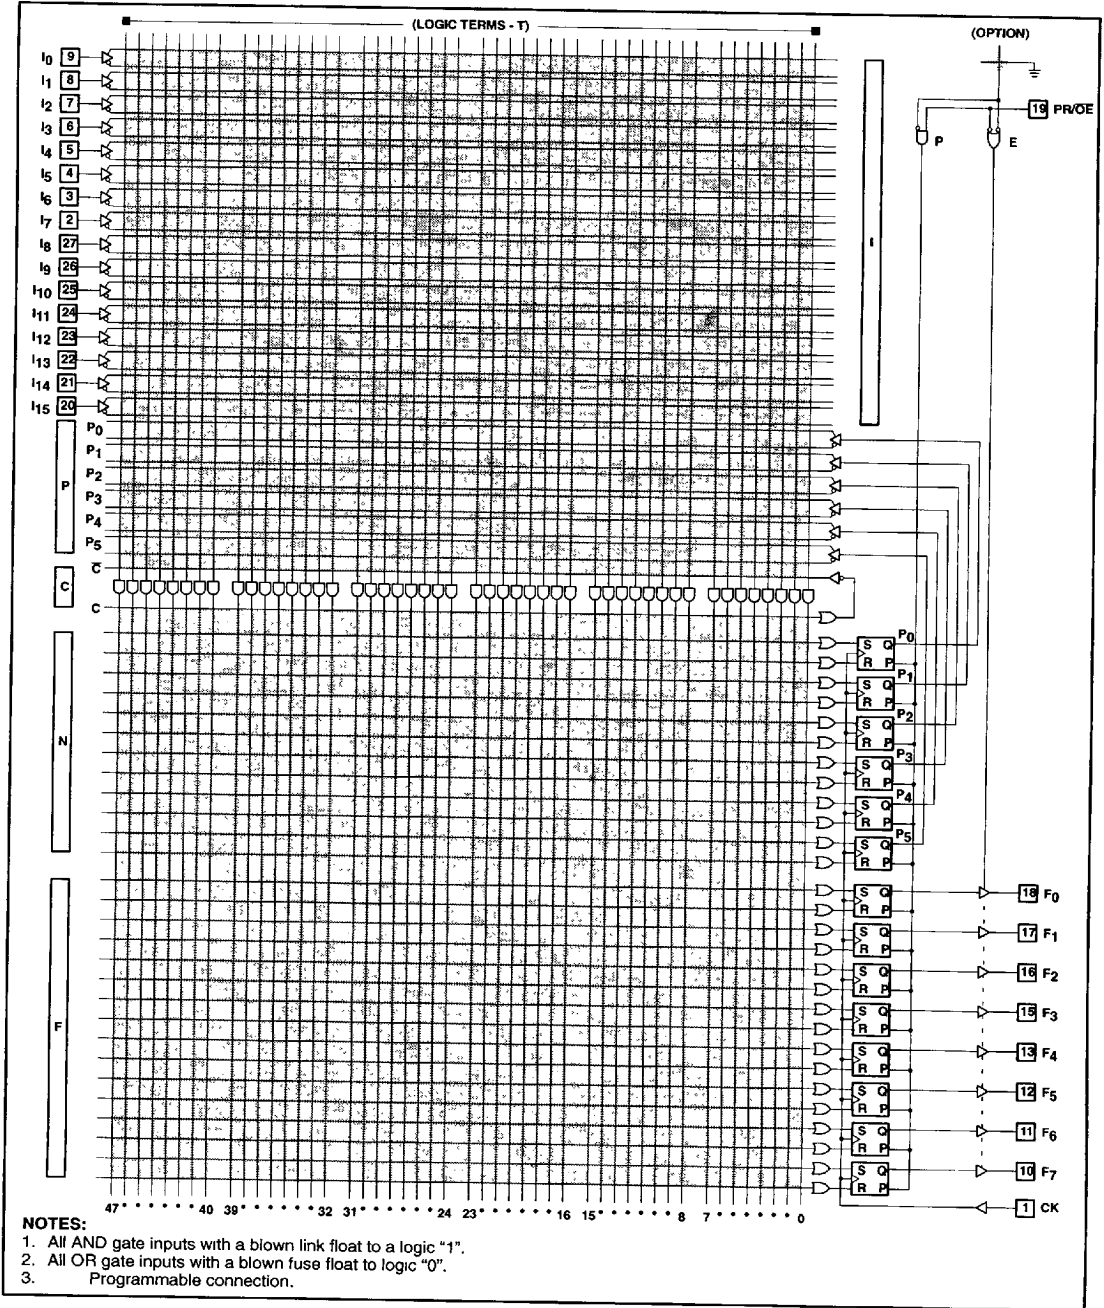 (LOGIC TERMS - T)
(OPTION)
I0 9
I1 8
I2 7
I3 6
I4 5
I5 4
I6 3
I7 2
I8 27
I9 26
I10 25
I11 24
I12 23
I13 22
I14 21
I15 20
19 PR/O̅E̅
P
E
I
P
P0
P1
P2
P3
P4
P5
C
C̅
C
N
S Q P0
R P
S Q P1
R P
S Q P2
R P
S Q P3
R P
S Q P4
R P
S Q P5
R P
F
S Q 18 F0
R P
S Q 17 F1
R P
S Q 16 F2
R P
S Q 15 F3
R P
S Q 13 F4
R P
S Q 12 F5
R P
S Q 11 F6
R P
S Q 10 F7
R P
1 CK
47 40 39 32 31 24 23 16 15 8 7 0
NOTES:
1. All AND gate inputs with a blown link float to a logic “1”.
2. All OR gate inputs with a blown fuse float to logic “0”.
3. Programmable connection.